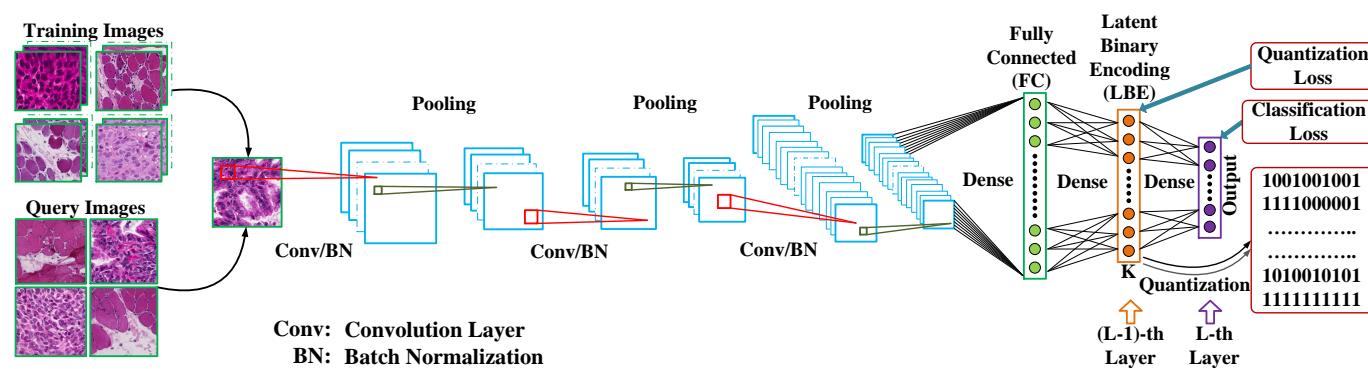 Training Images
Query Images
Conv/BN
Pooling
Conv/BN
Pooling
Conv/BN
Pooling
Dense
Fully
Connected
(FC)
Dense
Latent
Binary
Encoding
(LBE)
K
Dense
Output
Quantization
Loss
Classification
Loss
Quantization
1001001001
1111000001
…………..
…………..
1010010101
1111111111
(L-1)-th
Layer
L-th
Layer
Conv: Convolution Layer
BN: Batch Normalization